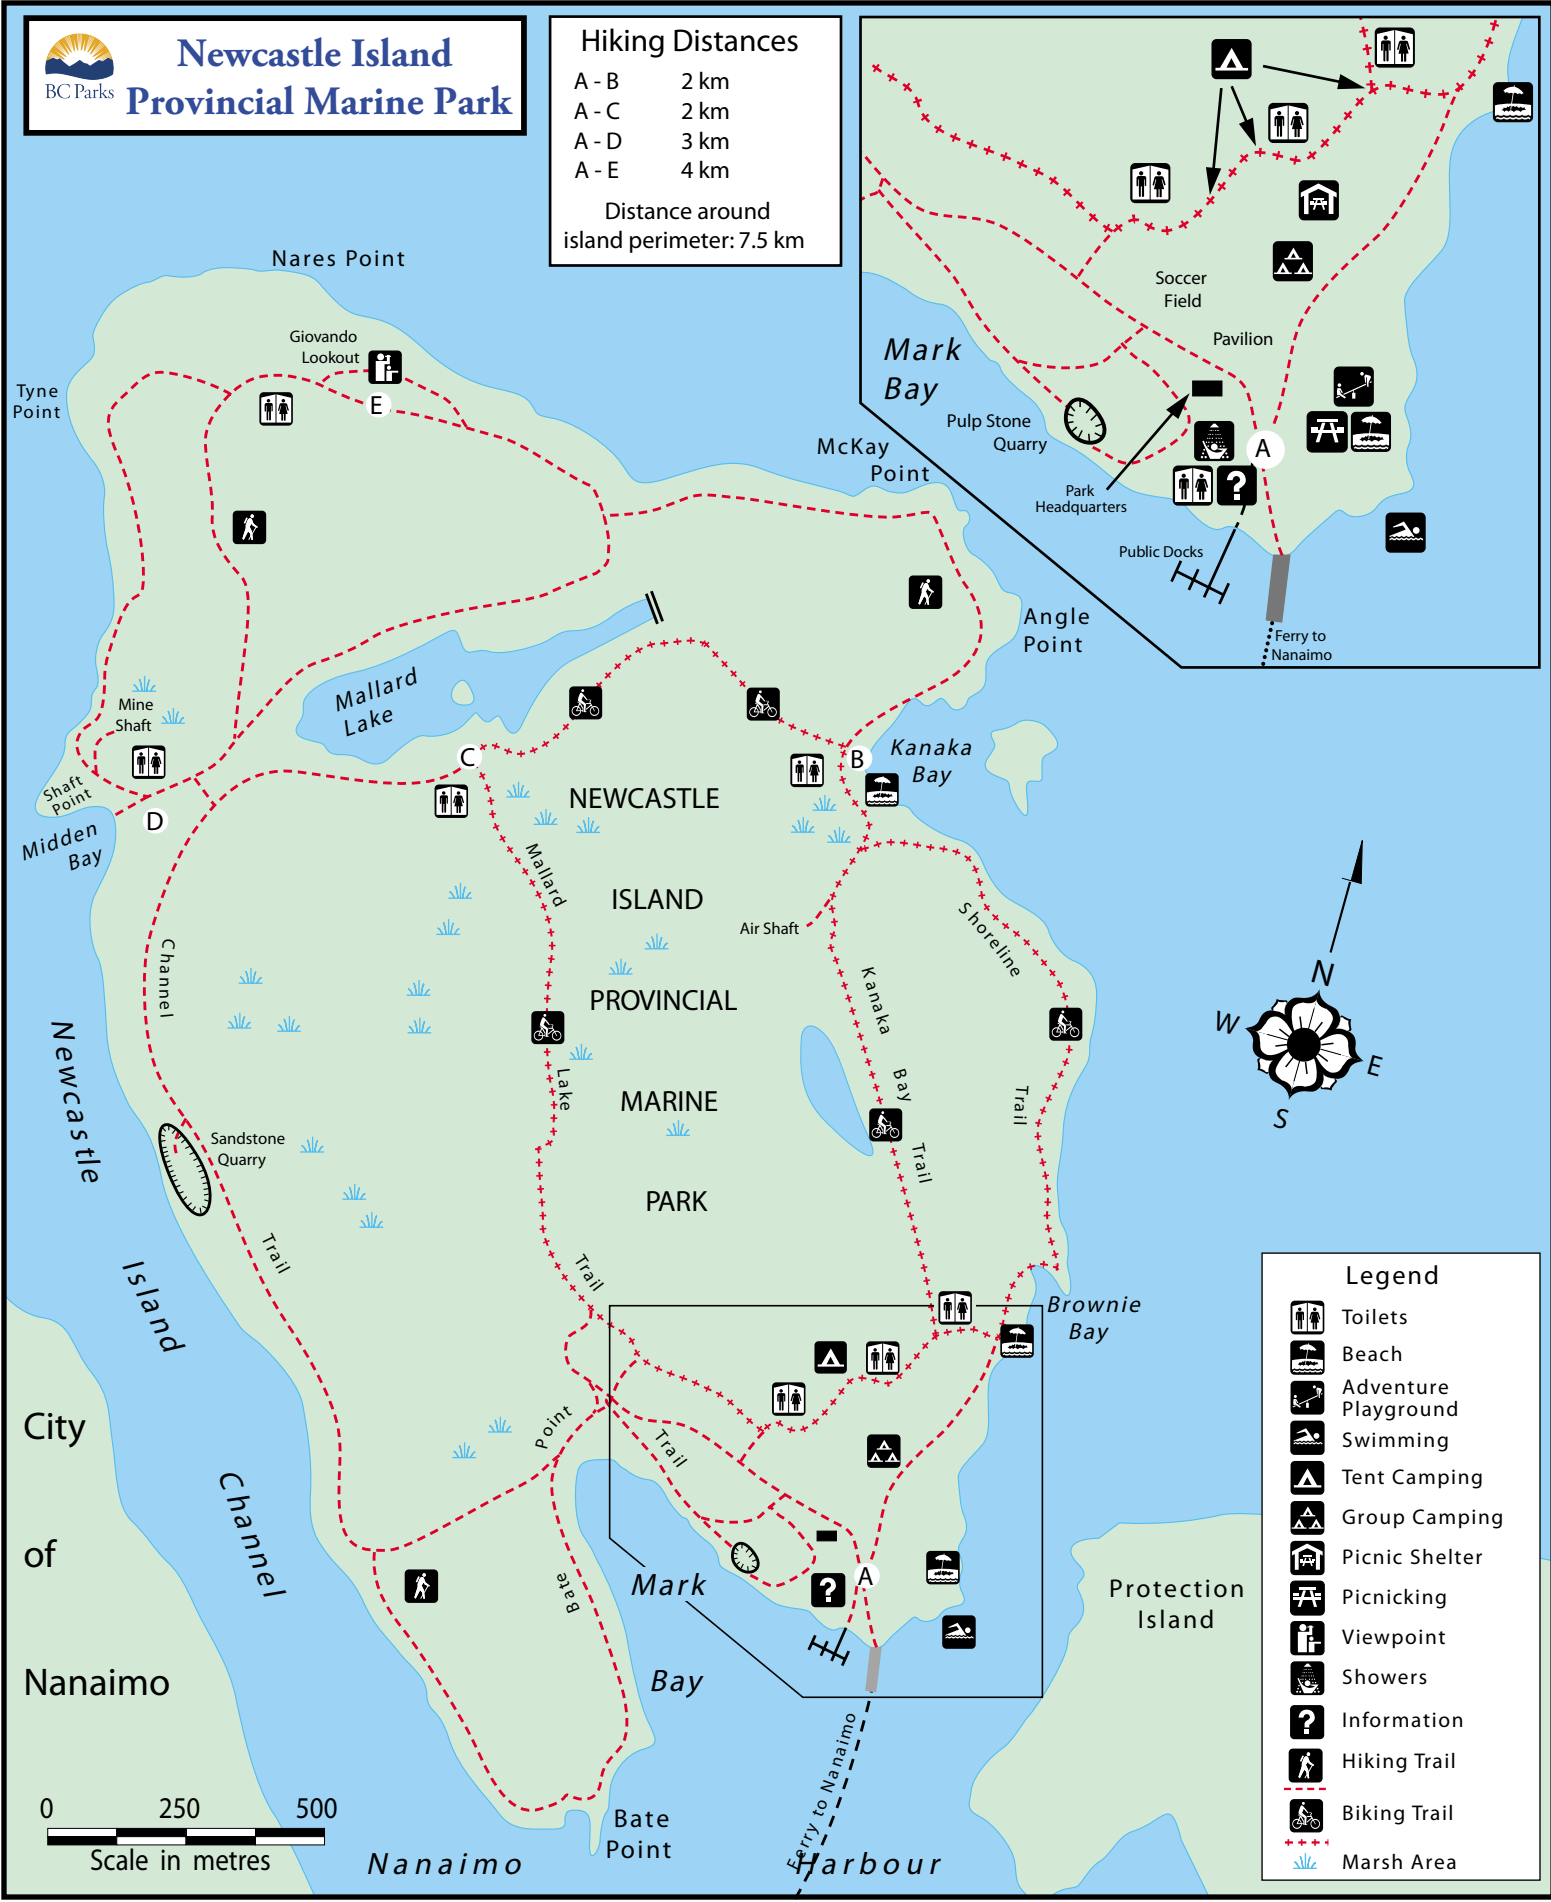 BC Parks
Newcastle Island
Provincial Marine Park
Hiking Distances
A - B 2 km
A - C 2 km
A - D 3 km
A - E 4 km
Distance around
island perimeter: 7.5 km
Soccer
Field
Pavilion
Mark
Bay
Pulp Stone
Quarry
A
Park
Headquarters
Public Docks
Ferry to
Nanaimo
Nares Point
Giovando
Lookout
E
Tyne
Point
McKay
Point
Angle
Point
Mallard
Lake
Mine
Shaft
Shaft
Point
D
Midden
Bay
C
B
Kanaka
Bay
NEWCASTLE
ISLAND
PROVINCIAL
MARINE
PARK
Mallard
Lake
Trail
Air Shaft
Shoreline
Trail
Kanaka
Bay
Trail
Channel
Trail
Sandstone
Quarry
Newcastle
Island
Channel
N
W
E
S
Brownie
Bay
City
of
Nanaimo
Point
Trail
Bate
Mark
Bay
A
Protection
Island
Bate
Point
Ferry to Nanaimo
Nanaimo Harbour
0 250 500
Scale in metres
Legend
Toilets
Beach
Adventure
Playground
Swimming
Tent Camping
Group Camping
Picnic Shelter
Picnicking
Viewpoint
Showers
? Information
Hiking Trail
Biking Trail
Marsh Area